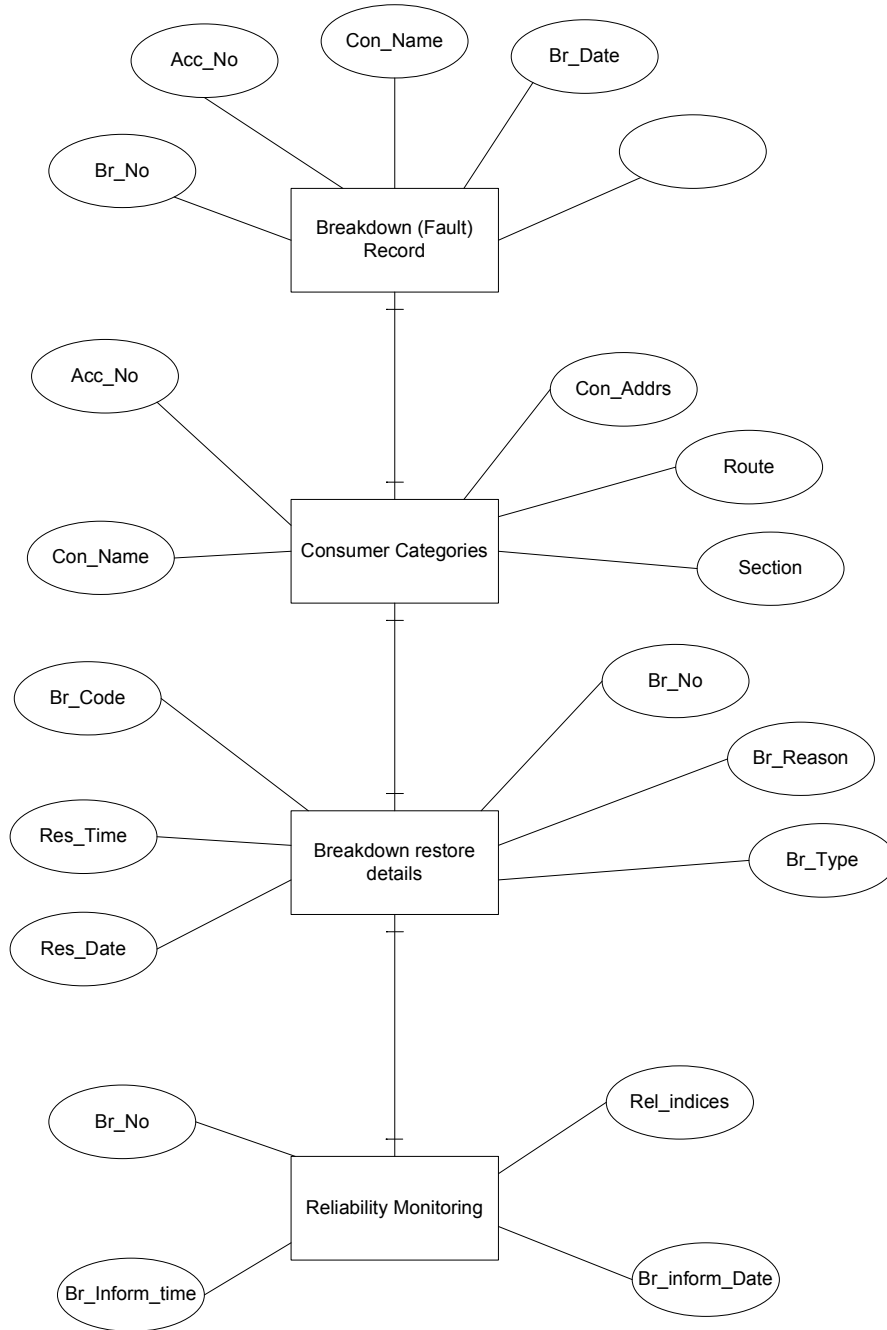 Con_Name
Acc_No
Br_Date
Br_No
Breakdown (Fault)
Record
Acc_No
Con_Addrs
Route
Con_Name
Consumer Categories
Section
Br_No
Br_Code
Br_Reason
Res_Time
Breakdown restore
details
Br_Type
Res_Date
Rel_indices
Br_No
Reliability Monitoring
Br_inform_Date
Br_Inform_time